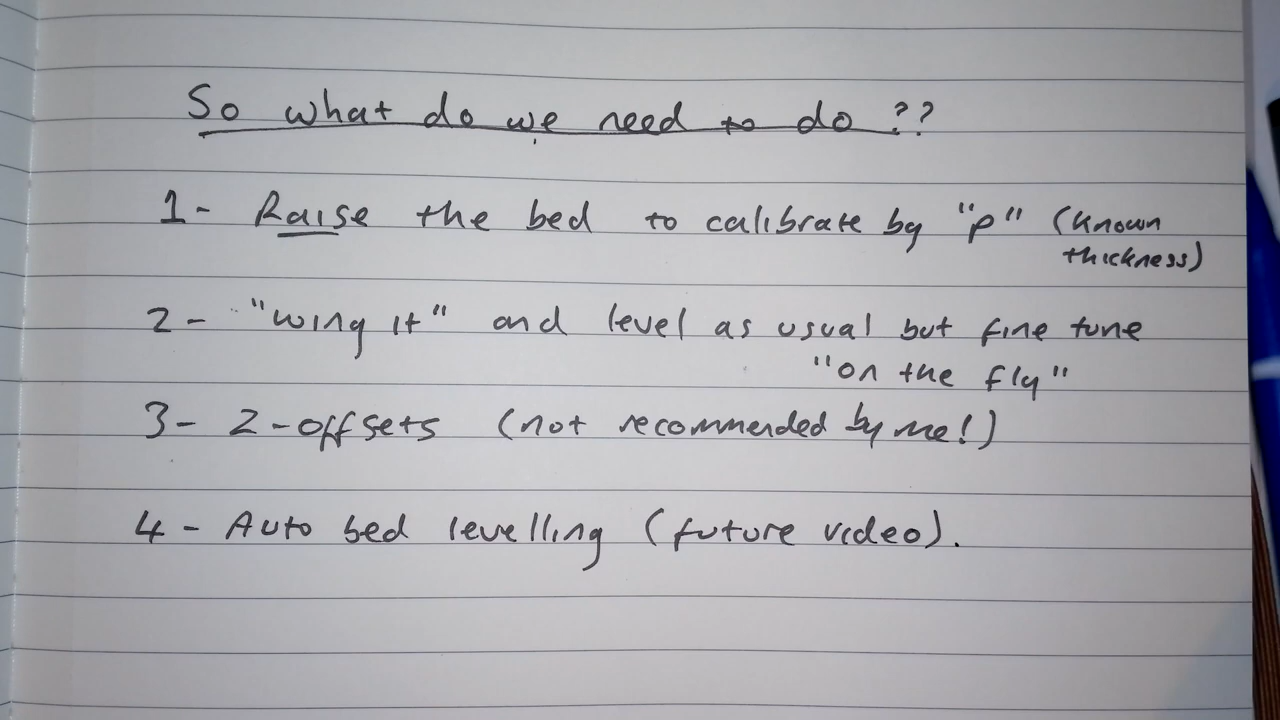 So what do we need to do ??
1- Raise the bed to calibrate by "p" (known
thickness)
2- "wing it" and level as usual but fine tune
"on the fly"
3- Z-offsets (not recommended by me!)
4- Auto bed levelling (future video).